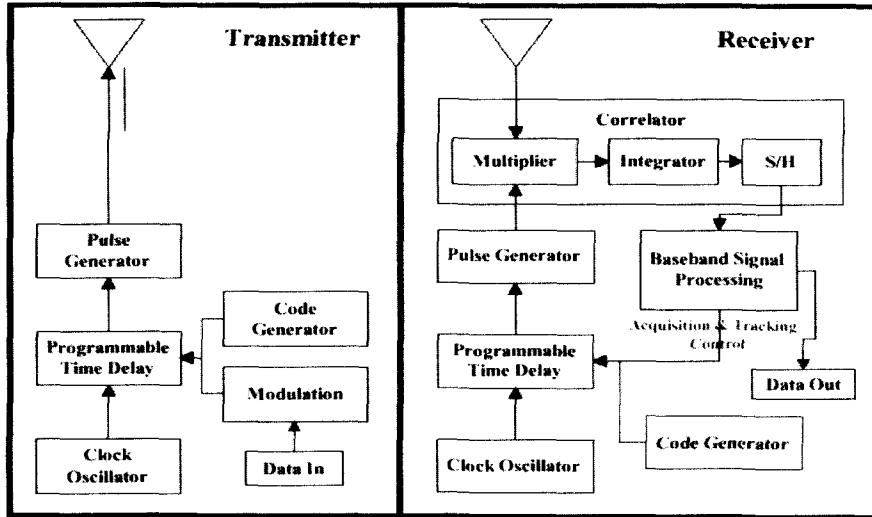 Transmitter
Pulse
Generator
Code
Generator
Programmable
Time Delay
Modulation
Clock
Oscillator
Data In
Receiver
Correlator
Multiplier
Integrator
S/H
Pulse Generator
Baseband Signal
Processing
Acquisition & Tracking
Control
Programmable
Time Delay
Data Out
Code Generator
Clock Oscillator